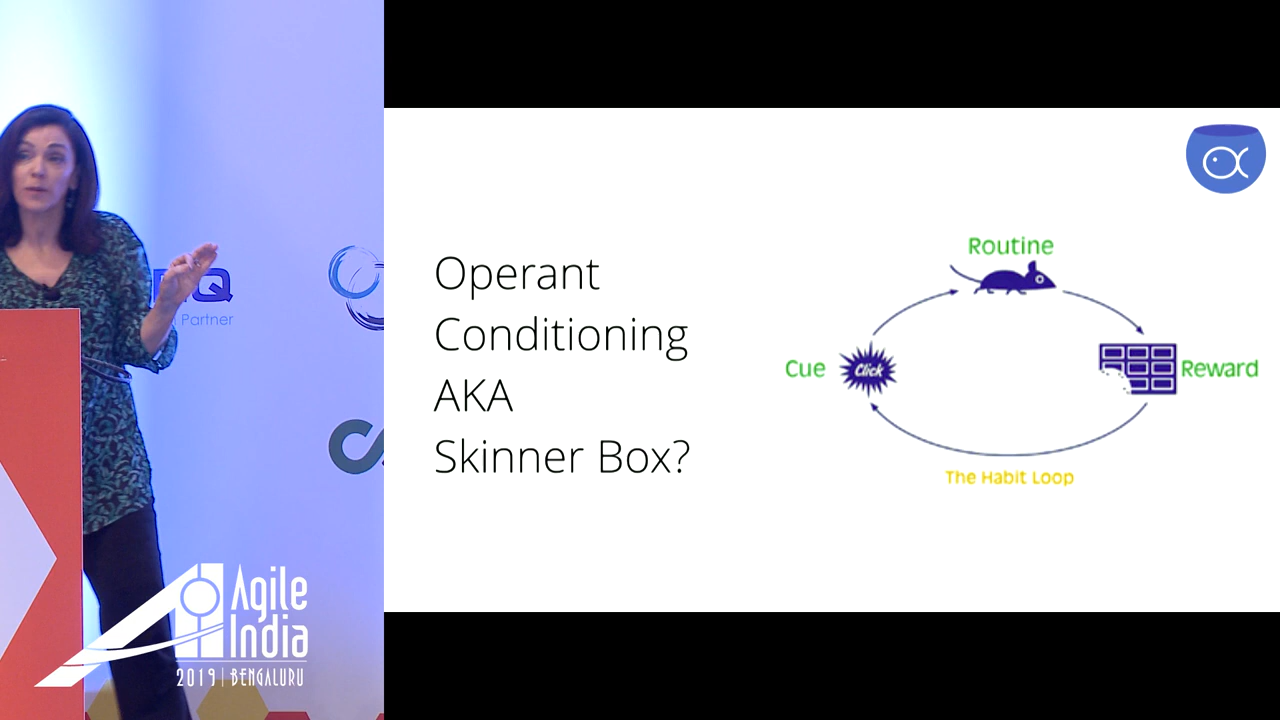 Partner
Agile
India
2019 | BENGALURU
Operant
Conditioning
AKA
Skinner Box?
Routine
Cue
Click
Reward
The Habit Loop